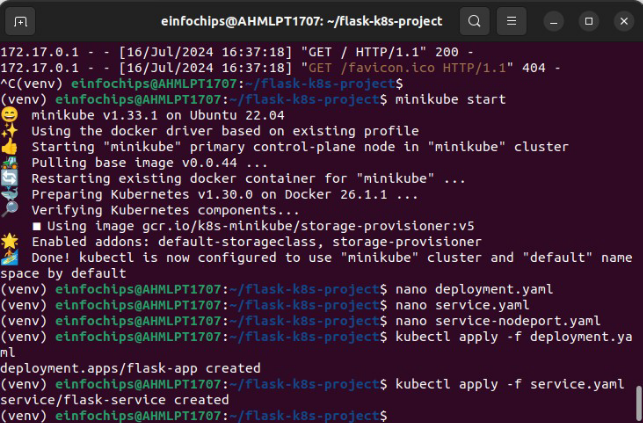 einfochips@AHMLPT1707: ~/flask-k8s-project
172.17.0.1 - - [16/Jul/2024 16:37:18] "GET / HTTP/1.1" 200 -
172.17.0.1 - - [16/Jul/2024 16:37:18] "GET /favicon.ico HTTP/1.1" 404 -
^C(venv) einfochips@AHMLPT1707:~/flask-k8s-project$
(venv) einfochips@AHMLPT1707:~/flask-k8s-project$ minikube start
😄  minikube v1.33.1 on Ubuntu 22.04
✨  Using the docker driver based on existing profile
👍  Starting "minikube" primary control-plane node in "minikube" cluster
🚜  Pulling base image v0.0.44 ...
🔄  Restarting existing docker container for "minikube" ...
🐳  Preparing Kubernetes v1.30.0 on Docker 26.1.1 ...
🔎  Verifying Kubernetes components...
    ■ Using image gcr.io/k8s-minikube/storage-provisioner:v5
🌟  Enabled addons: default-storageclass, storage-provisioner
🏄  Done! kubectl is now configured to use "minikube" cluster and "default" name
space by default
(venv) einfochips@AHMLPT1707:~/flask-k8s-project$ nano deployment.yaml
(venv) einfochips@AHMLPT1707:~/flask-k8s-project$ nano service.yaml
(venv) einfochips@AHMLPT1707:~/flask-k8s-project$ nano service-nodeport.yaml
(venv) einfochips@AHMLPT1707:~/flask-k8s-project$ kubectl apply -f deployment.ya
ml
deployment.apps/flask-app created
(venv) einfochips@AHMLPT1707:~/flask-k8s-project$ kubectl apply -f service.yaml
service/flask-service created
(venv) einfochips@AHMLPT1707:~/flask-k8s-project$